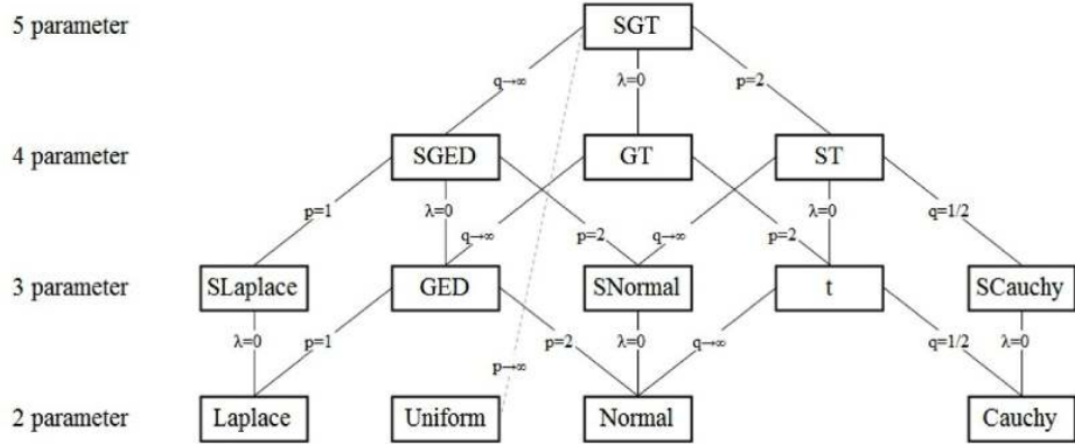 5 parameter SGT
q→∞ λ=0 p=2
4 parameter SGED GT ST
p=1 λ=0 q→∞ p=2 q→∞ p=2 λ=0 q=1/2
3 parameter SLaplace GED SNormal t SCauchy
λ=0 p=1 p→∞ p=2 λ=0 q→∞ q=1/2 λ=0
2 parameter Laplace Uniform Normal Cauchy